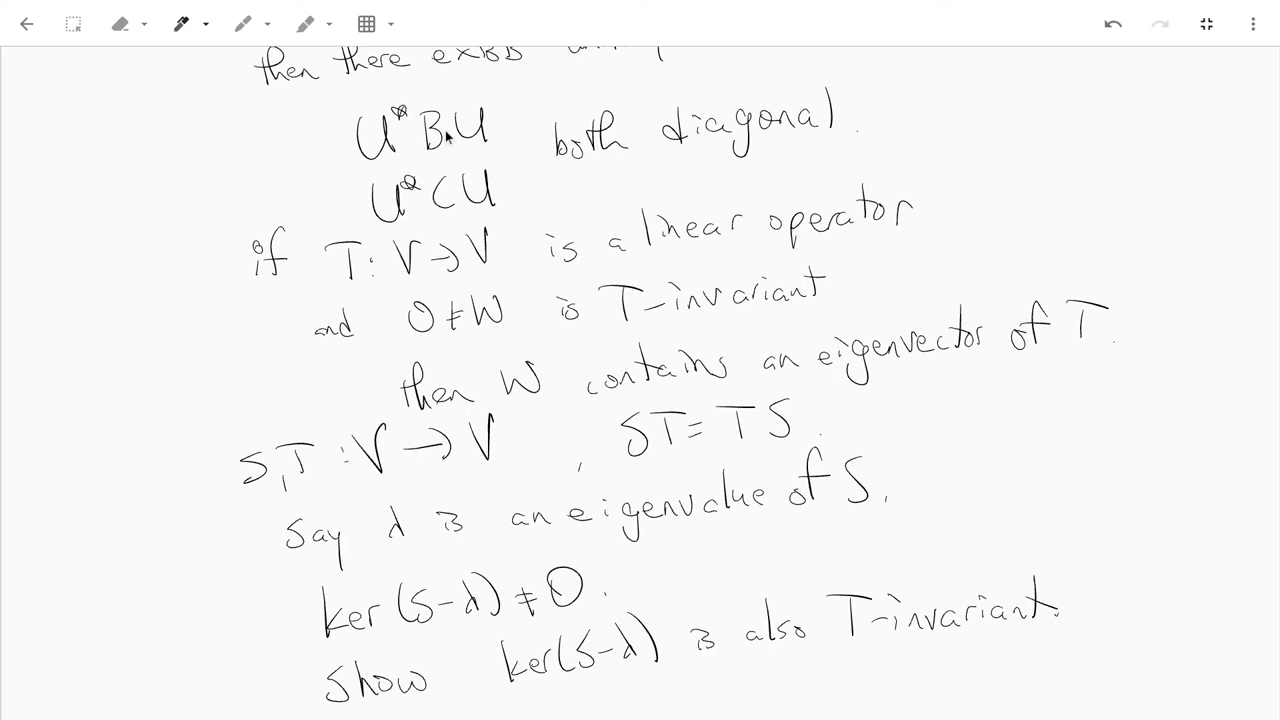 then there exists
U*BU both diagonal.
U*CU
if T: V→V is a linear operator
and 0≠W is T-invariant
then W contains an eigenvector of T.
S,T : V → V , ST = TS.
say λ is an eigenvalue of S.
ker(S-λ) ≠ 0.
show ker(S-λ) is also T-invariant.